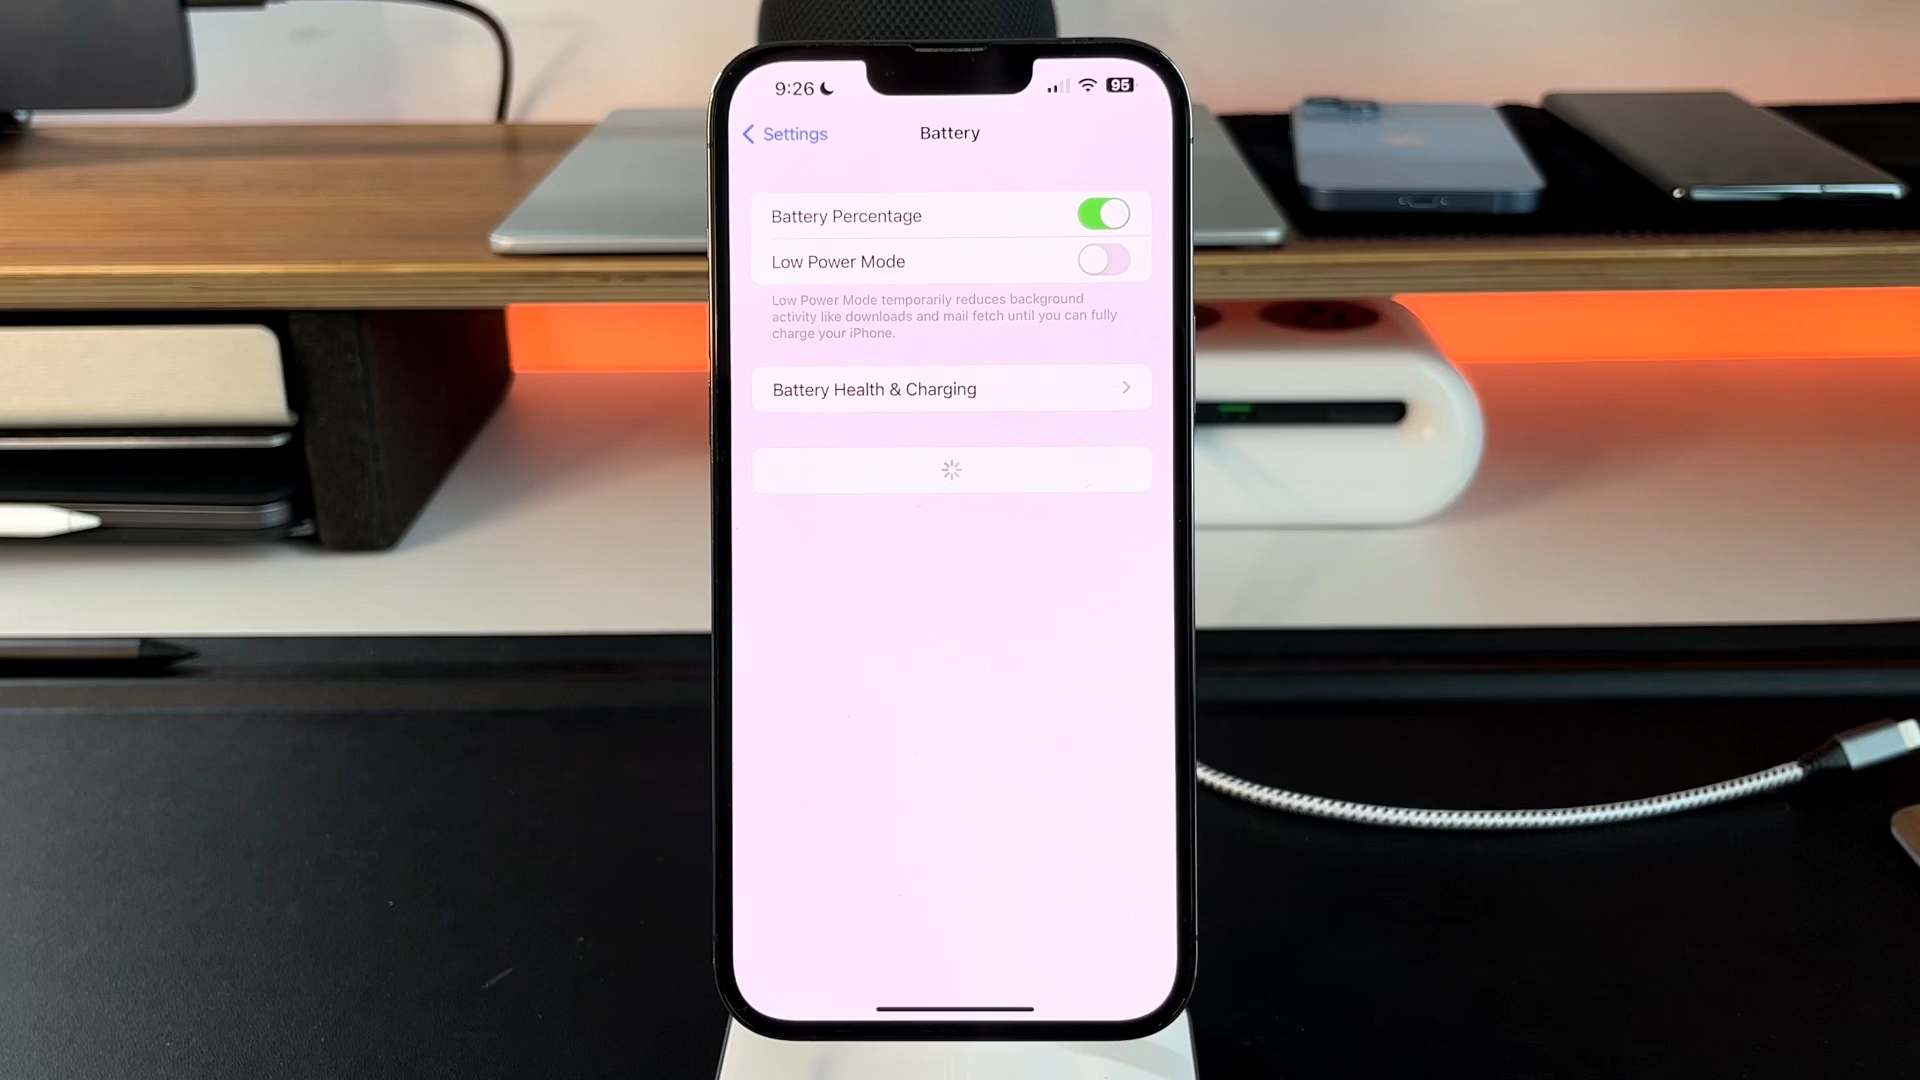 9:26
95
Settings
Battery
Battery Percentage
Low Power Mode
Low Power Mode temporarily reduces background
activity like downloads and mail fetch until you can fully
charge your iPhone.
Battery Health & Charging